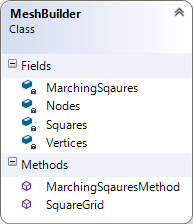 MeshBuilder
Class
Fields
MarchingSqaures
Nodes
Squares
Vertices
Methods
MarchingSqauresMethod
SquareGrid